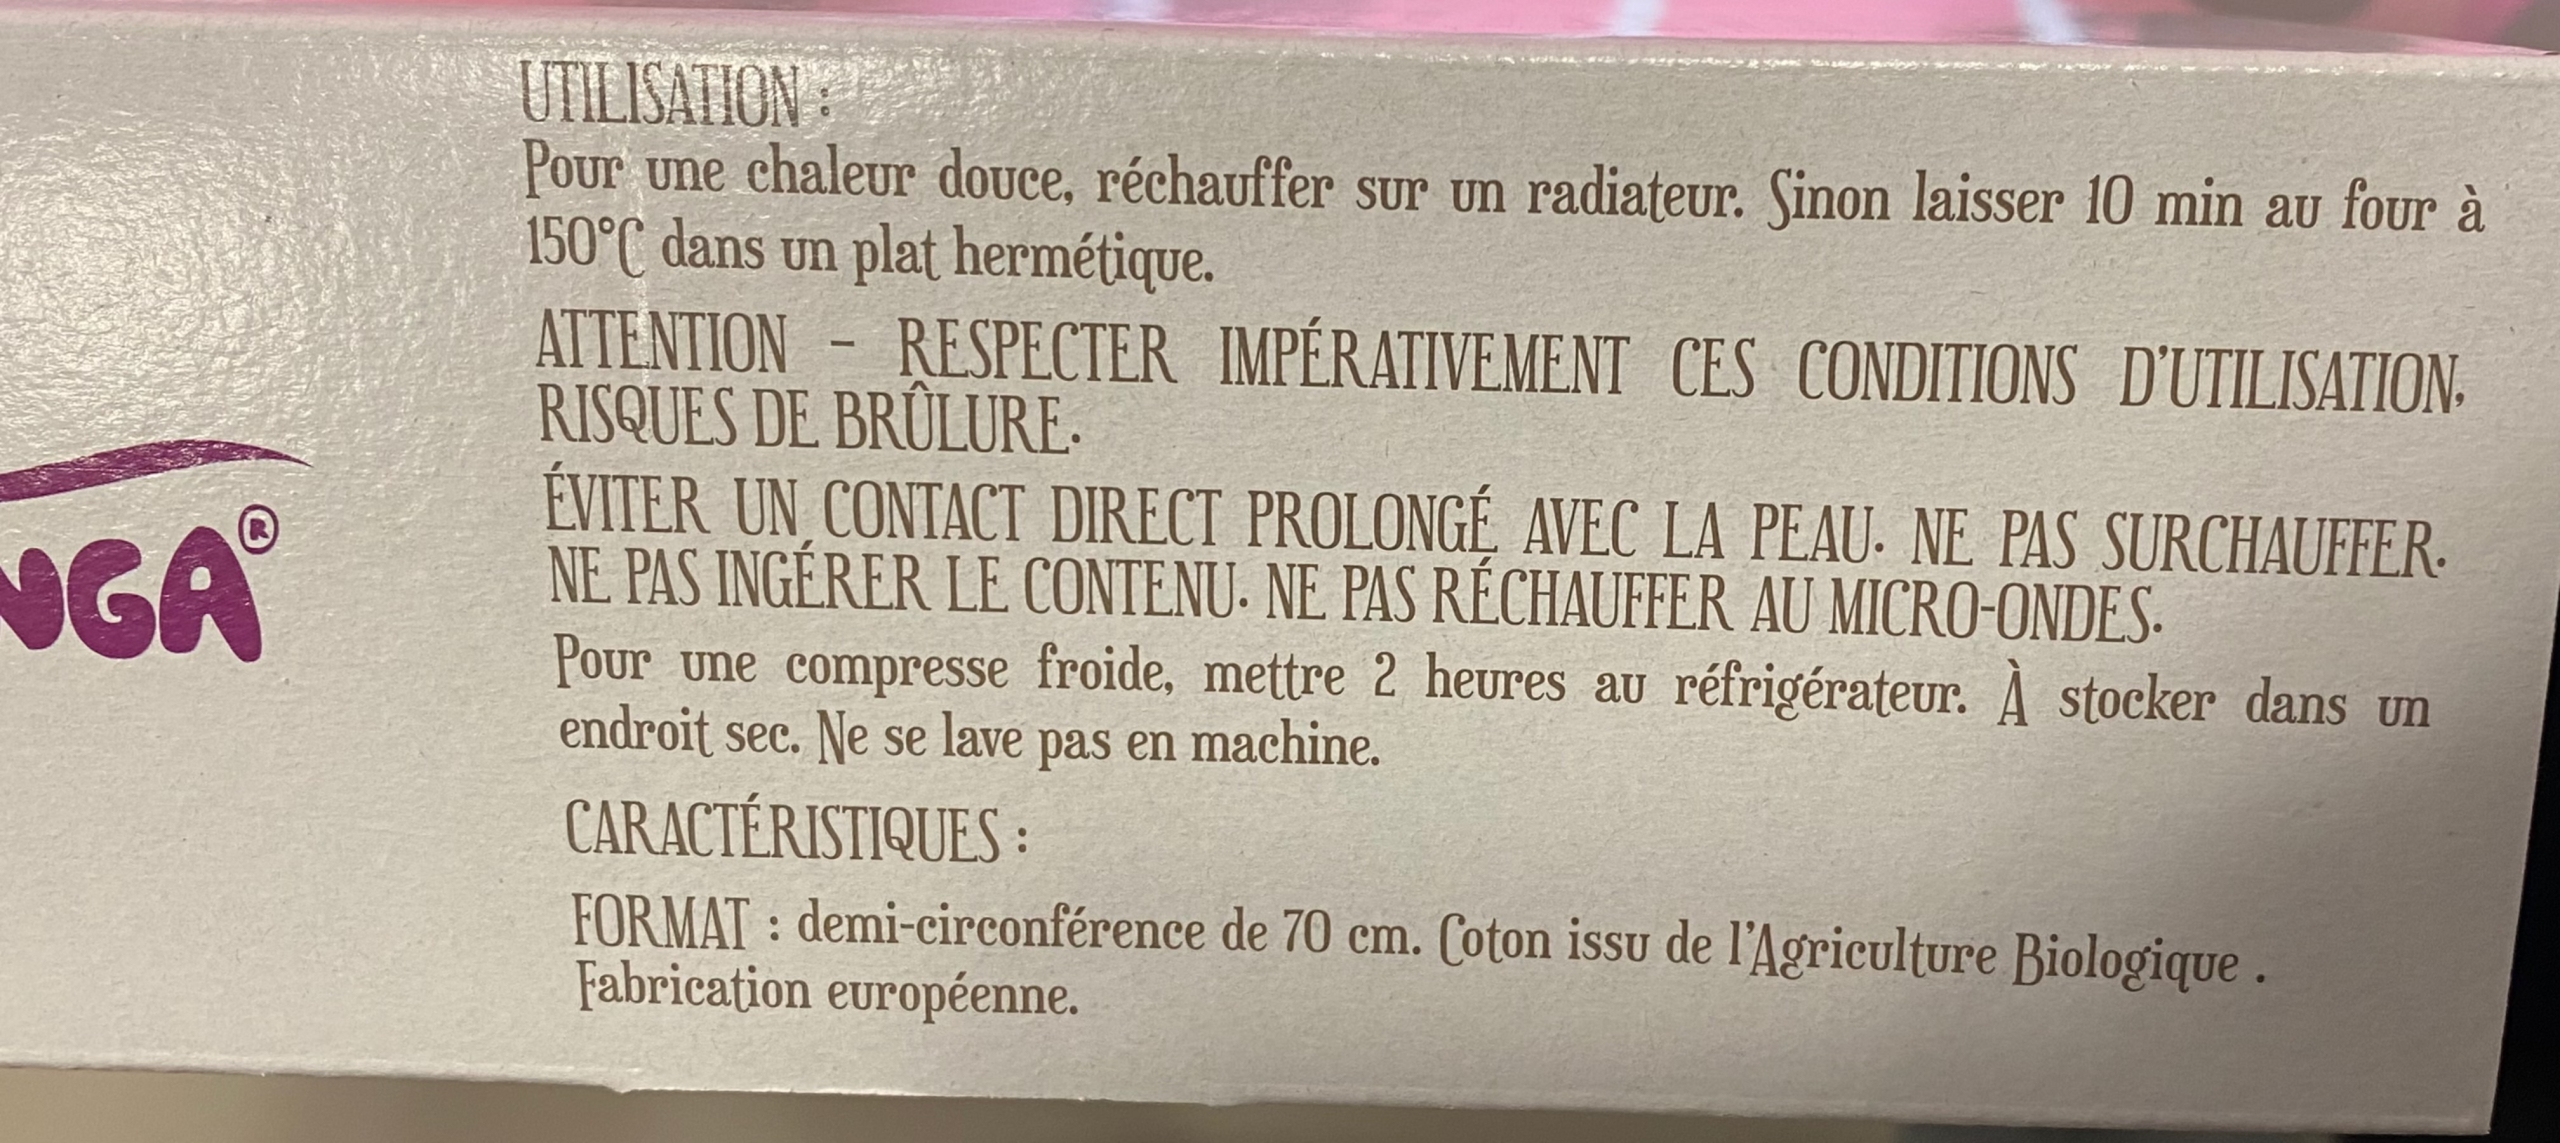 UTILISATION :
Pour une chaleur douce, réchauffer sur un radiateur. Sinon laisser 10 min au four à
150°C dans un plat hermétique.
ATTENTION - RESPECTER IMPÉRATIVEMENT CES CONDITIONS D'UTILISATION,
RISQUES DE BRÛLURE.
ÉVITER UN CONTACT DIRECT PROLONGÉ AVEC LA PEAU. NE PAS SURCHAUFFER.
NE PAS INGÉRER LE CONTENU. NE PAS RÉCHAUFFER AU MICRO-ONDES.
Pour une compresse froide, mettre 2 heures au réfrigérateur. À stocker dans un
endroit sec. Ne se lave pas en machine.
CARACTÉRISTIQUES :
FORMAT : demi-circonférence de 70 cm. Coton issu de l'Agriculture Biologique .
Fabrication européenne.